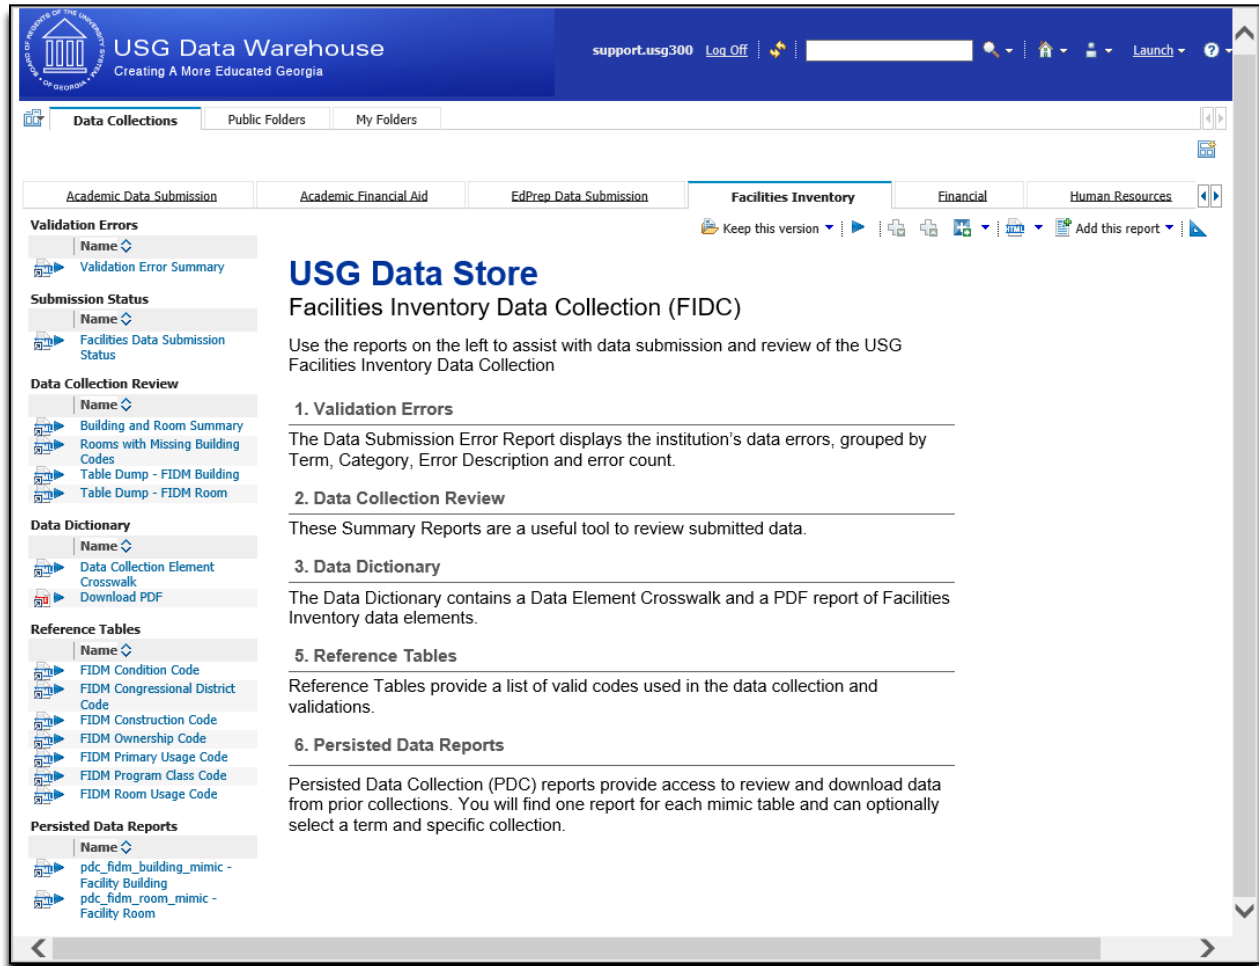 BOARD OF REGENTS OF THE UNIVERSITY SYSTEM OF GEORGIA
USG Data Warehouse
Creating A More Educated Georgia
support.usg300 Log Off Launch
Data Collections Public Folders My Folders
Academic Data Submission Academic Financial Aid EdPrep Data Submission Facilities Inventory Financial Human Resources
Keep this version Add this report
Validation Errors
Name
Validation Error Summary
Submission Status
Name
Facilities Data Submission
Status
Data Collection Review
Name
Building and Room Summary
Rooms with Missing Building
Codes
Table Dump - FIDM Building
Table Dump - FIDM Room
Data Dictionary
Name
Data Collection Element
Crosswalk
Download PDF
Reference Tables
Name
FIDM Condition Code
FIDM Congressional District
Code
FIDM Construction Code
FIDM Ownership Code
FIDM Primary Usage Code
FIDM Program Class Code
FIDM Room Usage Code
Persisted Data Reports
Name
pdc_fidm_building_mimic -
Facility Building
pdc_fidm_room_mimic -
Facility Room
USG Data Store
Facilities Inventory Data Collection (FIDC)
Use the reports on the left to assist with data submission and review of the USG
Facilities Inventory Data Collection
1. Validation Errors
The Data Submission Error Report displays the institution's data errors, grouped by
Term, Category, Error Description and error count.
2. Data Collection Review
These Summary Reports are a useful tool to review submitted data.
3. Data Dictionary
The Data Dictionary contains a Data Element Crosswalk and a PDF report of Facilities
Inventory data elements.
5. Reference Tables
Reference Tables provide a list of valid codes used in the data collection and
validations.
6. Persisted Data Reports
Persisted Data Collection (PDC) reports provide access to review and download data
from prior collections. You will find one report for each mimic table and can optionally
select a term and specific collection.